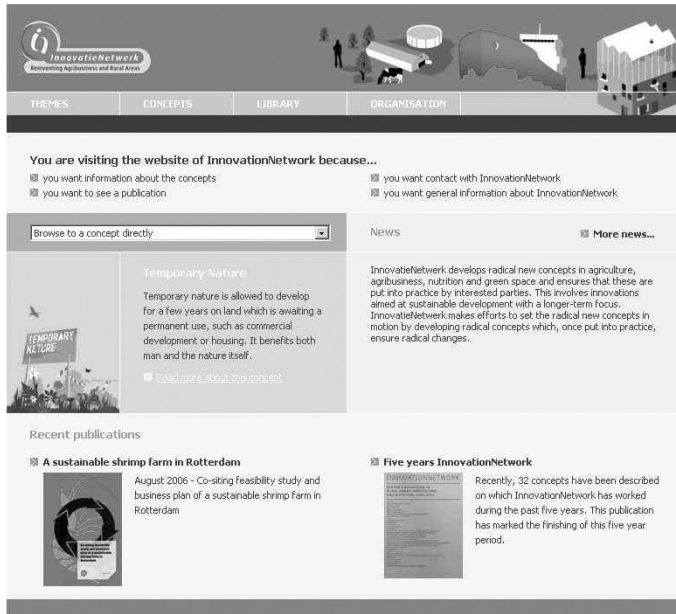 InnovatieNetwerk
Reinventing Agribusiness and Rural Areas
THEMES CONCEPTS LIBRARY ORGANISATION
You are visiting the website of InnovationNetwork because...
you want information about the concepts
you want to see a publication
you want contact with InnovationNetwork
you want general information about InnovationNetwork
Browse to a concept directly
TEMPORARY
NATURE
Temporary Nature
Temporary nature is allowed to develop
for a few years on land which is awaiting a
permanent use, such as commercial
development or housing. It benefits both
man and the nature itself.
Read more about this concept
News
More news...
InnovatieNetwerk develops radical new concepts in agriculture,
agribusiness, nutrition and green space and ensures that these are
put into practice by interested parties. This involves innovations
aimed at sustainable development with a longer-term focus.
InnovatieNetwerk makes efforts to set the radical new concepts in
motion by developing radical concepts which, once put into practice,
ensure radical changes.
Recent publications
A sustainable shrimp farm in Rotterdam
August 2006 - Co-siting feasibility study and
business plan of a sustainable shrimp farm in
Rotterdam
Five years InnovationNetwork
INNOVATIONNETWORK
Recently, 32 concepts have been described
on which InnovationNetwork has worked
during the past five years. This publication
has marked the finishing of this five year
period.